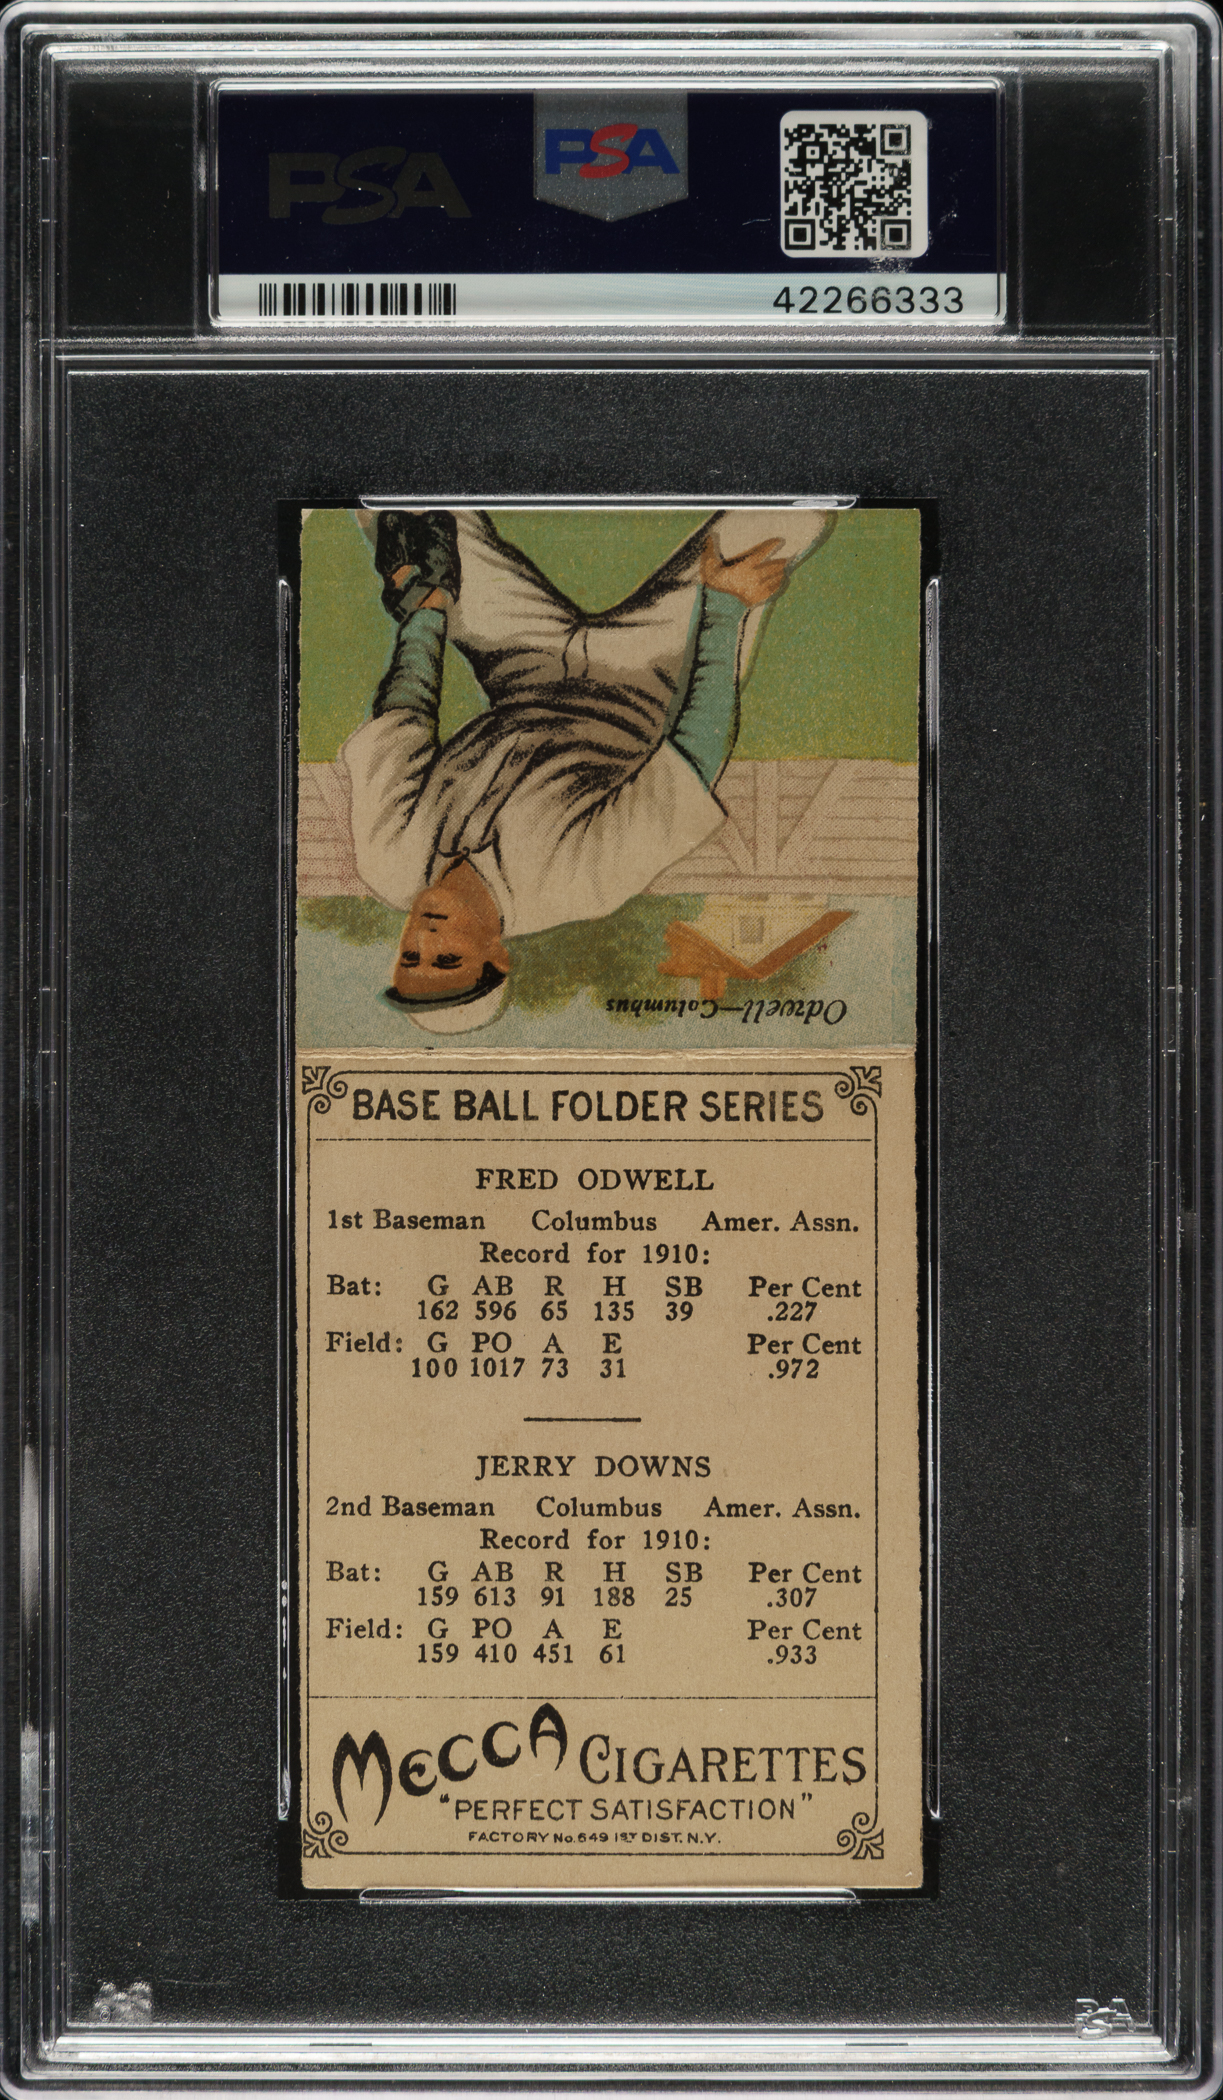 PSA
PSA
42266333
Odwell—Columbus
BASE BALL FOLDER SERIES
FRED ODWELL
1st Baseman Columbus Amer. Assn.
Record for 1910:
Bat: G AB R H SB Per Cent
162 596 65 135 39 .227
Field: G PO A E Per Cent
100 1017 73 31 .972
JERRY DOWNS
2nd Baseman Columbus Amer. Assn.
Record for 1910:
Bat: G AB R H SB Per Cent
159 613 91 188 25 .307
Field: G PO A E Per Cent
159 410 451 61 .933
MECCA CIGARETTES
"PERFECT SATISFACTION"
FACTORY No. 649 1ST DIST. N.Y.
PSA